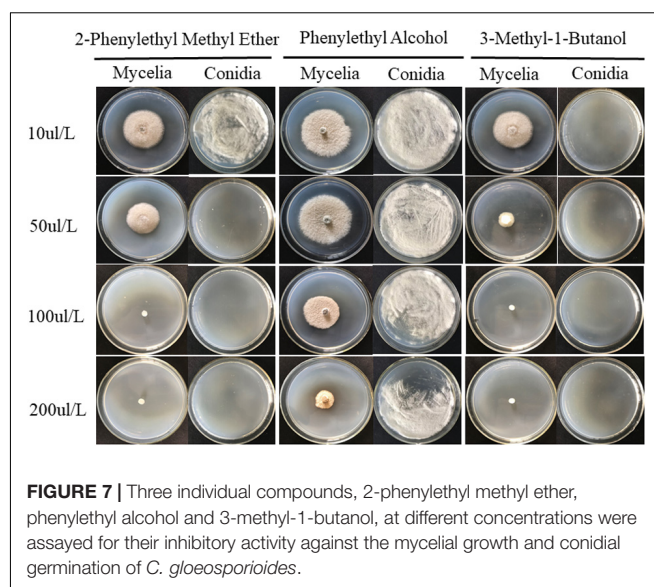 2-Phenylethyl Methyl Ether Phenylethyl Alcohol 3-Methyl-1-Butanol
Mycelia Conidia Mycelia Conidia Mycelia Conidia
10ul/L
50ul/L
100ul/L
200ul/L
FIGURE 7 | Three individual compounds, 2-phenylethyl methyl ether,
phenylethyl alcohol and 3-methyl-1-butanol, at different concentrations were
assayed for their inhibitory activity against the mycelial growth and conidial
germination of C. gloeosporioides.